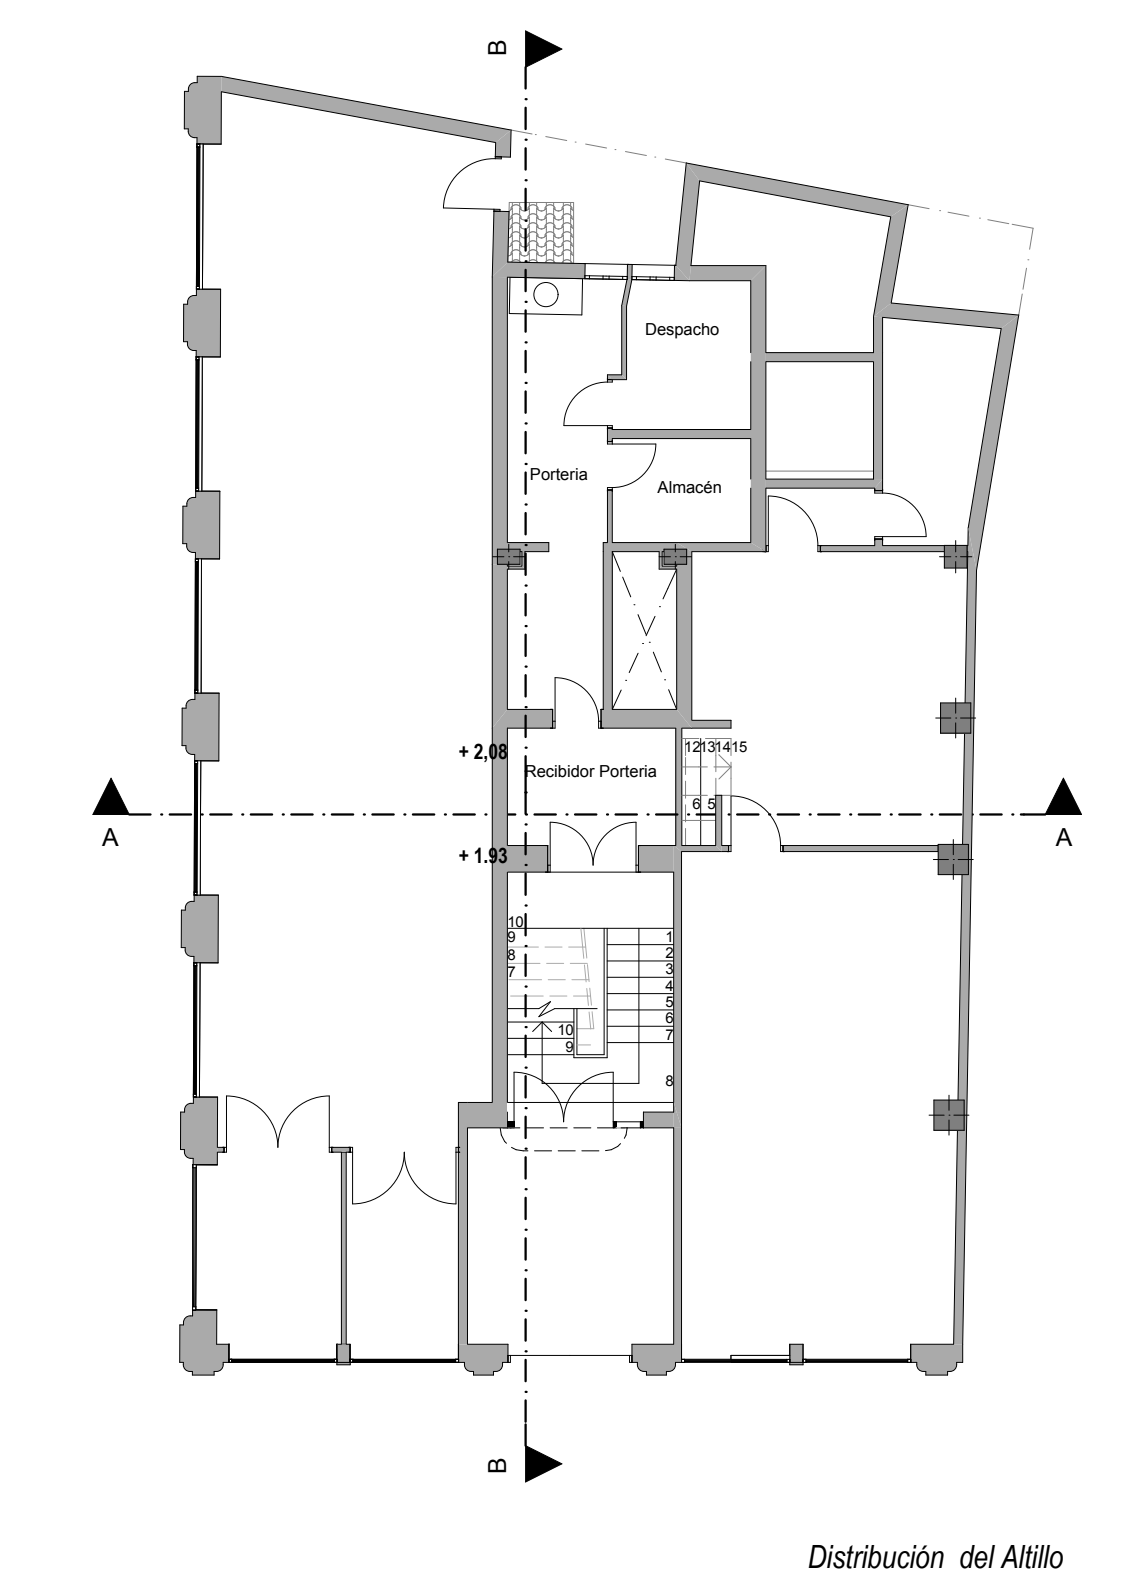 B
Despacho
Porteria
Almacén
+ 2,08
12 13 14 15
Recibidor Porteria
6 5
A
A
+ 1.93
10
9
8
7
1
2
3
4
5
6
7
10
9
8
B
Distribución del Altillo